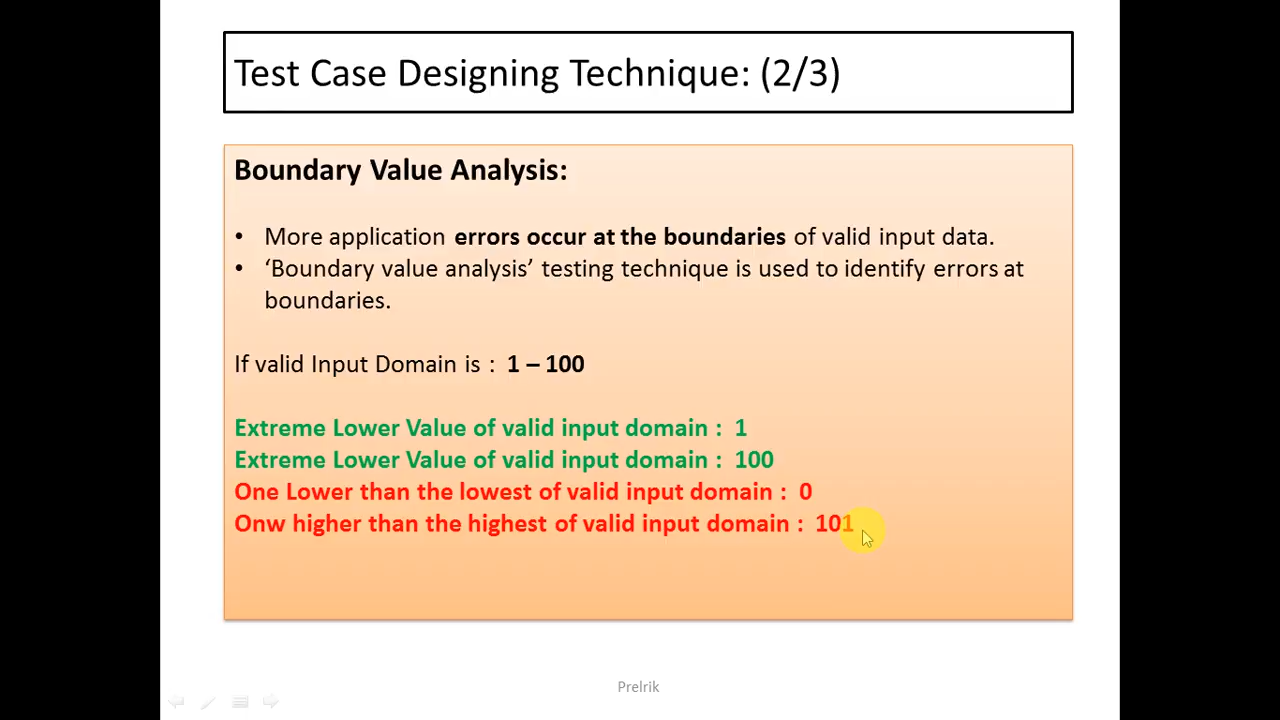 Test Case Designing Technique: (2/3)
Boundary Value Analysis:
• More application errors occur at the boundaries of valid input data.
• ‘Boundary value analysis’ testing technique is used to identify errors at
boundaries.
If valid Input Domain is : 1 – 100
Extreme Lower Value of valid input domain : 1
Extreme Lower Value of valid input domain : 100
One Lower than the lowest of valid input domain : 0
Onw higher than the highest of valid input domain : 101
Prelrik